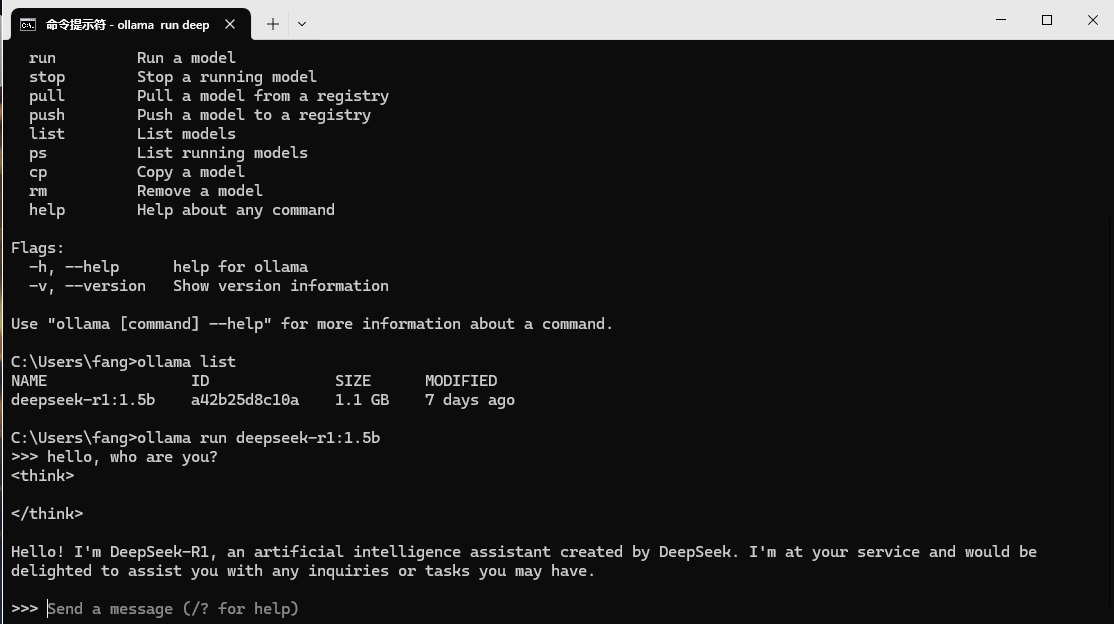 命令提示符 - ollama run deep
run Run a model
stop Stop a running model
pull Pull a model from a registry
push Push a model to a registry
list List models
ps List running models
cp Copy a model
rm Remove a model
help Help about any command
Flags:
-h, --help help for ollama
-v, --version Show version information
Use "ollama [command] --help" for more information about a command.
C:\Users\fang>ollama list
NAME ID SIZE MODIFIED
deepseek-r1:1.5b a42b25d8c10a 1.1 GB 7 days ago
C:\Users\fang>ollama run deepseek-r1:1.5b
>>> hello, who are you?
<think>
</think>
Hello! I'm DeepSeek-R1, an artificial intelligence assistant created by DeepSeek. I'm at your service and would be
delighted to assist you with any inquiries or tasks you may have.
>>> Send a message (/? for help)